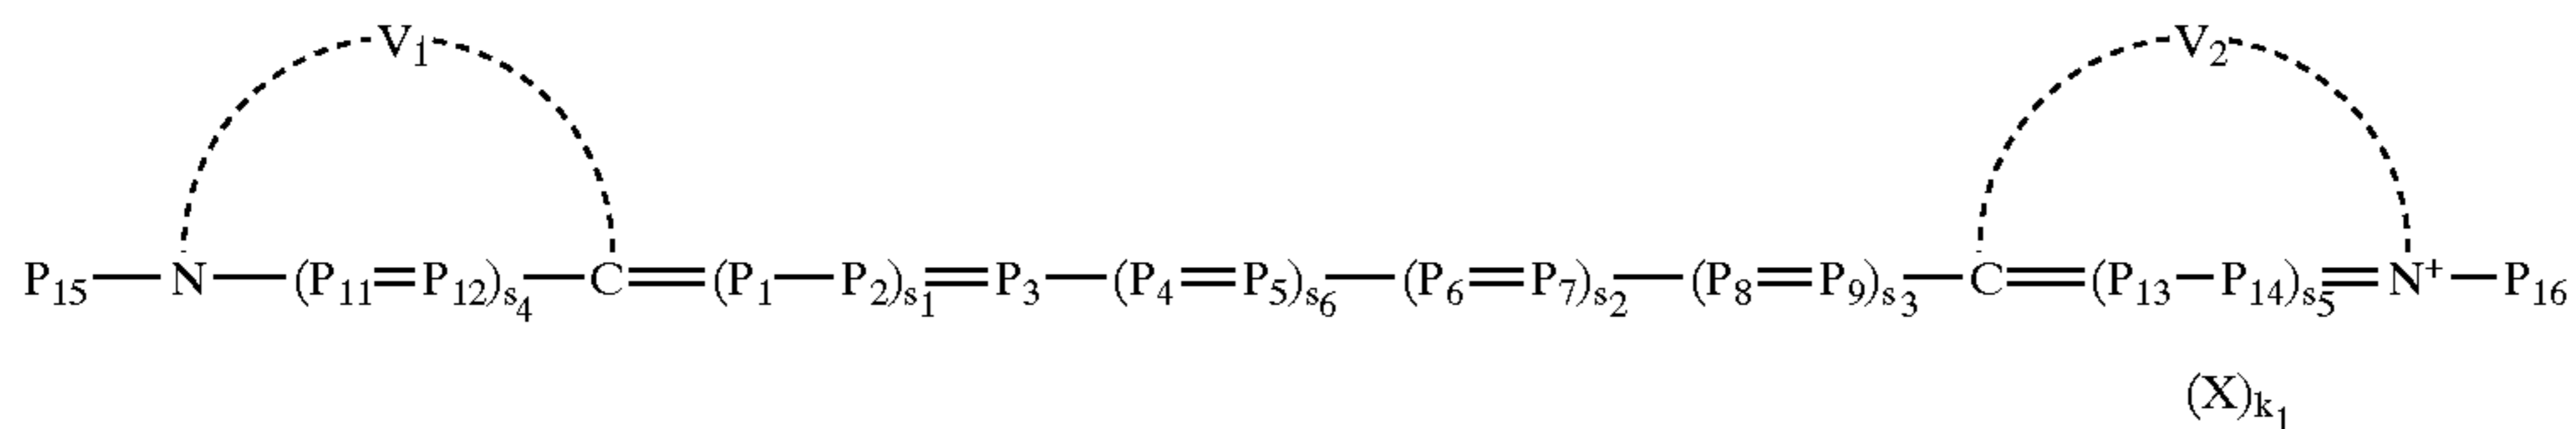 V₁ V₂
P₁₅—N—(P₁₁=P₁₂)s₄—C=(P₁—P₂)s₁=P₃—(P₄=P₅)s₆—(P₆=P₇)s₂—(P₈=P₉)s₃—C=(P₁₃—P₁₄)s₅=N⁺—P₁₆
(X)k₁